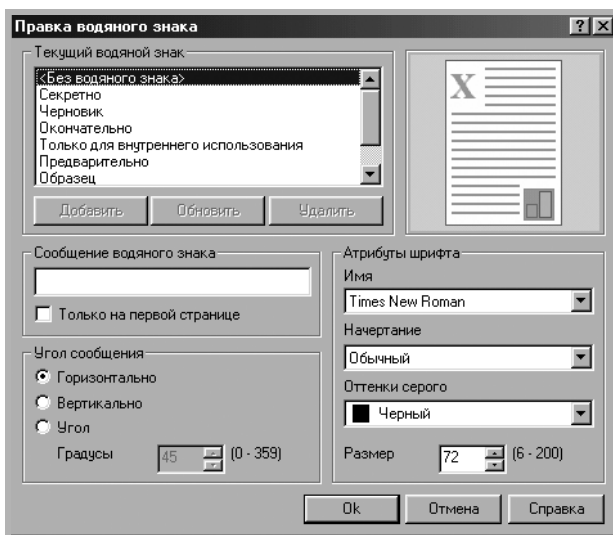 Правка водяного знака
Текущий водяной знак
<Без водяного знака>
Секретно
Черновик
Окончательно
Только для внутреннего использования
Предварительно
Образец
Добавить Обновить Удалить
X
Сообщение водяного знака
Только на первой странице
Угол сообщения
Горизонтально
Вертикально
Угол
Градусы 45 (0 - 359)
Атрибуты шрифта
Имя
Times New Roman
Начертание
Обычный
Оттенки серого
Черный
Размер 72 (6 - 200)
Ok Отмена Справка